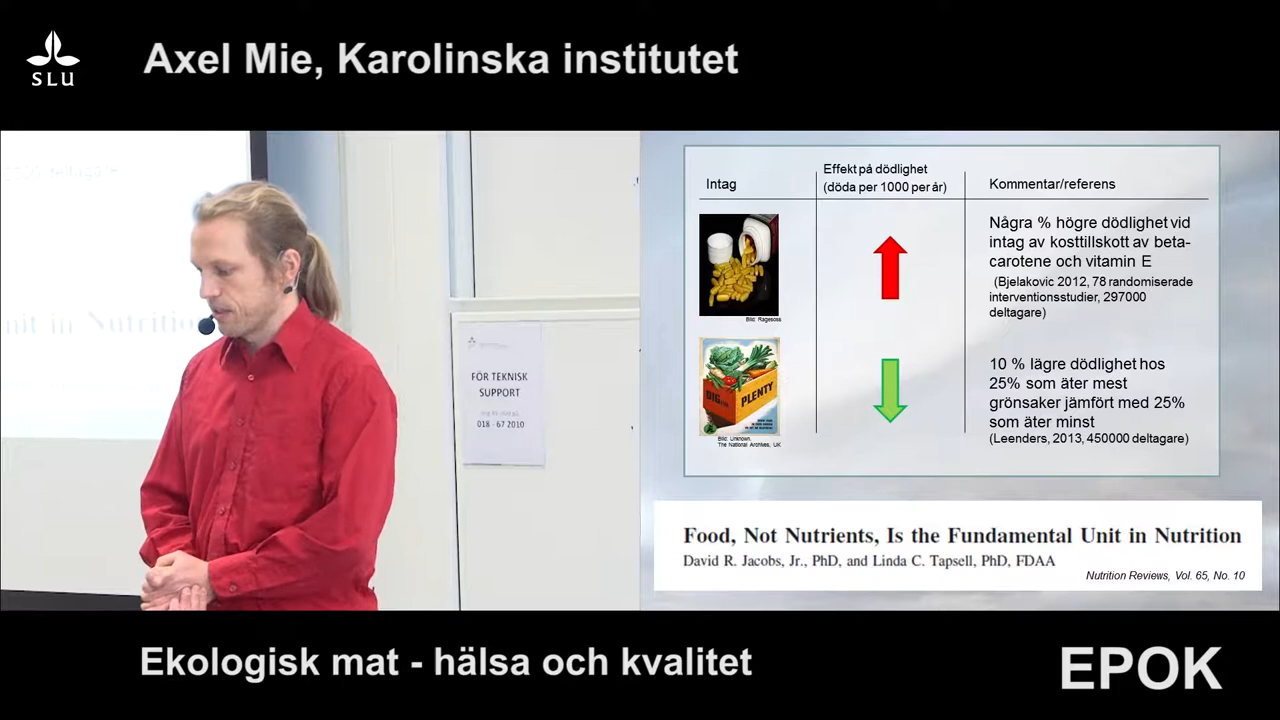 SLU
Axel Mie, Karolinska institutet
FÖR TEKNISK
SUPPORT
018 - 67 2010
Intag
Effekt på dödlighet
(döda per 1000 per år)
Kommentar/referens
Bild: Ragesoss
Några % högre dödlighet vid
intag av kosttillskott av beta-
carotene och vitamin E
(Bjelakovic 2012, 78 randomiserade
interventionsstudier, 297000
deltagare)
DIG
PLENTY
Bild: Unknown.
The National Archives, UK
10 % lägre dödlighet hos
25% som äter mest
grönsaker jämfört med 25%
som äter minst
(Leenders, 2013, 450000 deltagare)
Food, Not Nutrients, Is the Fundamental Unit in Nutrition
David R. Jacobs, Jr., PhD, and Linda C. Tapsell, PhD, FDAA
Nutrition Reviews, Vol. 65, No. 10
Ekologisk mat - hälsa och kvalitet
EPOK